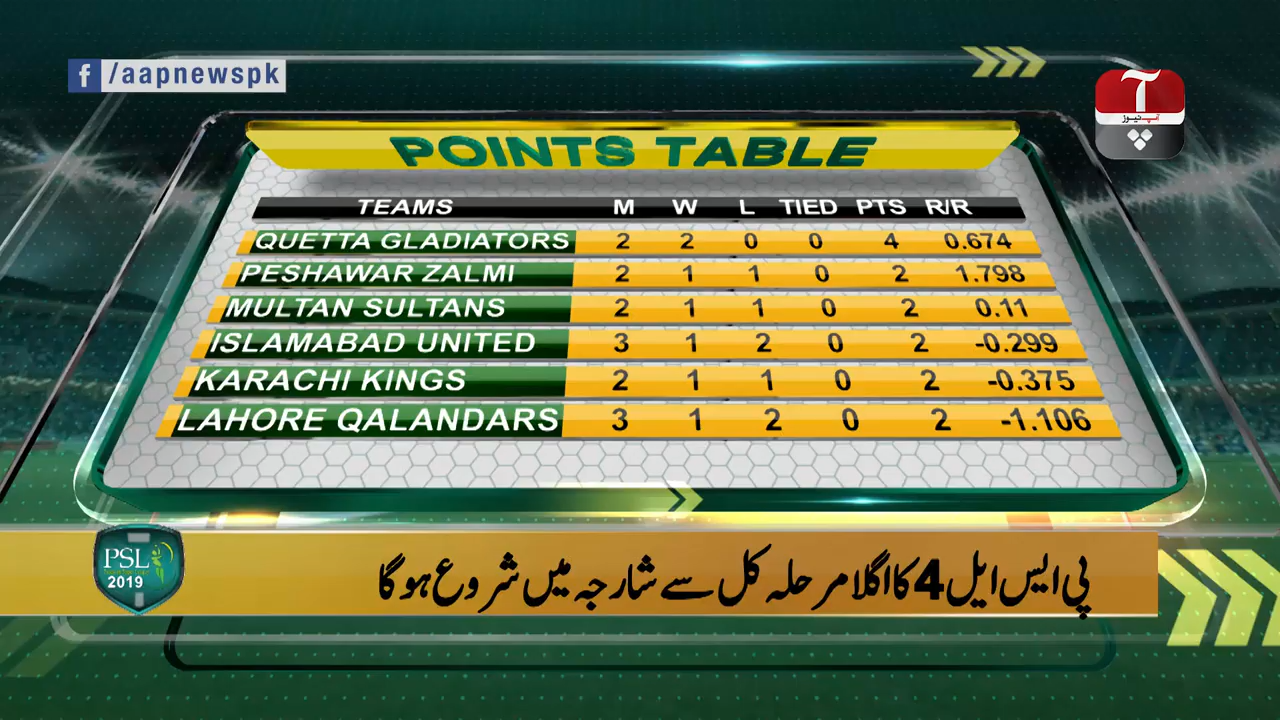 f /aapnewspk
آپ نیوز
POINTS TABLE
TEAMS M W L TIED PTS R/R
QUETTA GLADIATORS 2 2 0 0 4 0.674
PESHAWAR ZALMI 2 1 1 0 2 1.798
MULTAN SULTANS 2 1 1 0 2 0.11
ISLAMABAD UNITED 3 1 2 0 2 -0.299
KARACHI KINGS 2 1 1 0 2 -0.375
LAHORE QALANDARS 3 1 2 0 2 -1.106
PSL
2019
پی ایس ایل 4 کا اگلا مرحلہ کل سے شارجہ میں شروع ہوگا